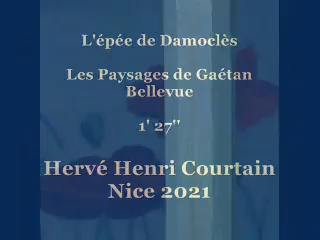 L'épée de Damoclès
Les Paysages de Gaétan
Bellevue
1' 27"
Hervé Henri Courtain
Nice 2021